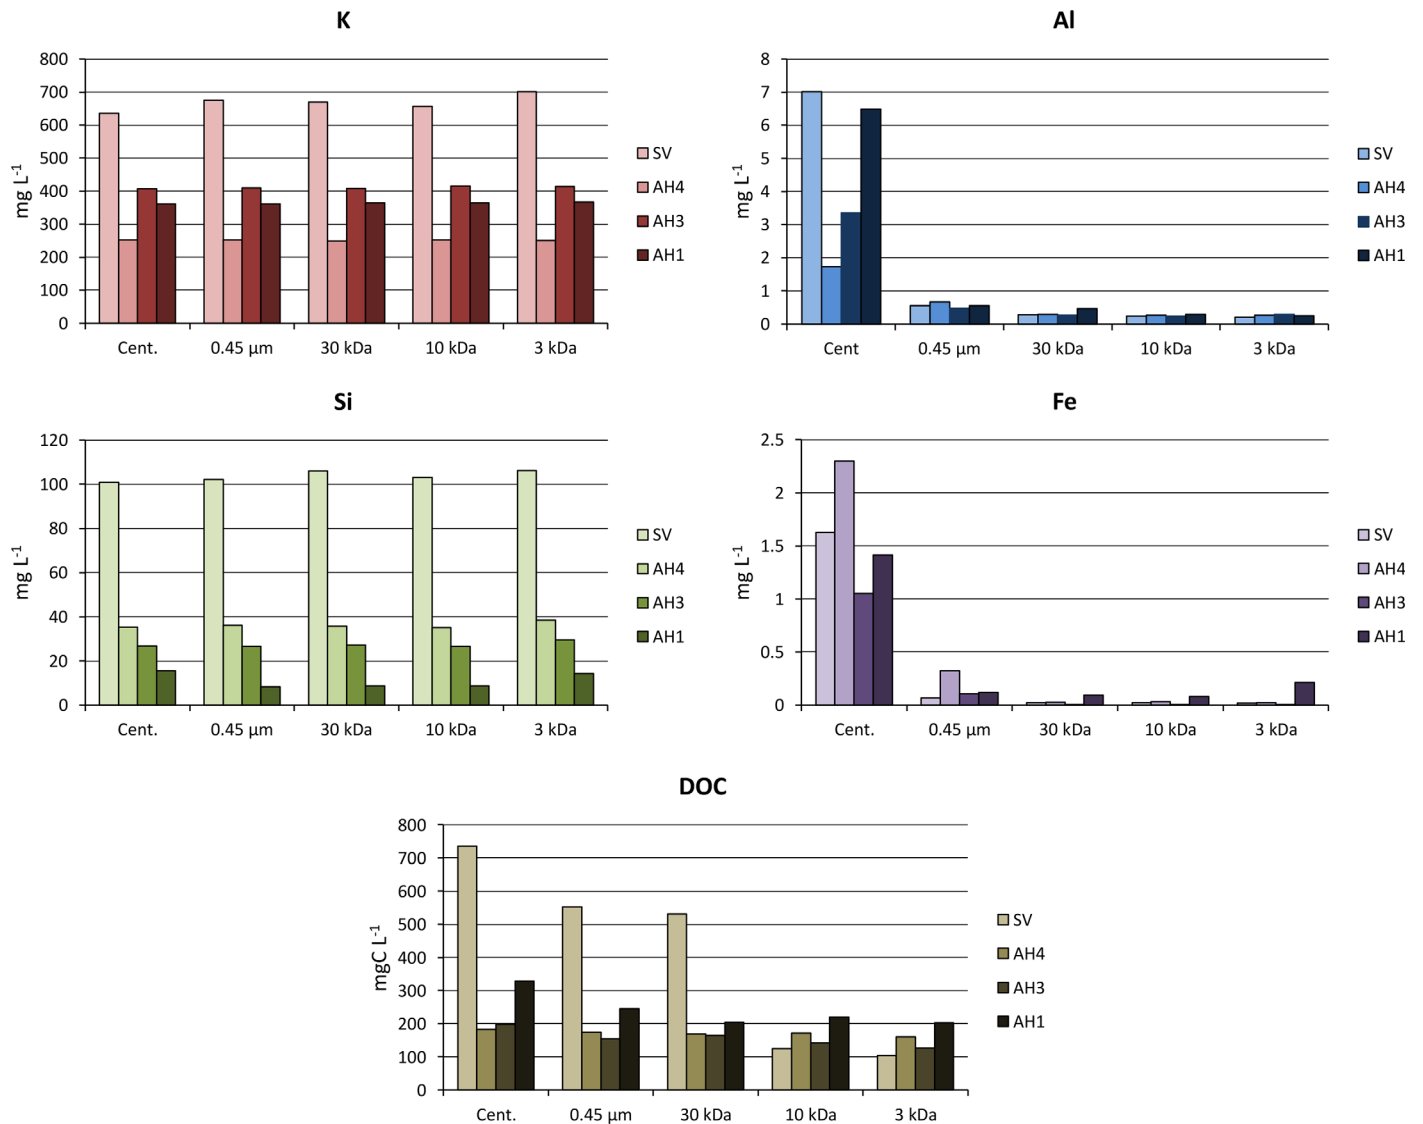 K
800
700
600
500
400
300
200
100
0
mg L-1
Cent.
0.45 µm
30 kDa
10 kDa
3 kDa
SV
AH4
AH3
AH1
Al
8
7
6
5
4
3
2
1
0
mg L-1
Cent
0.45 µm
30 kDa
10 kDa
3 kDa
SV
AH4
AH3
AH1
Si
120
100
80
60
40
20
0
mg L-1
Cent.
0.45 µm
30 kDa
10 kDa
3 kDa
SV
AH4
AH3
AH1
Fe
2.5
2
1.5
1
0.5
0
mg L-1
Cent.
0.45 µm
30 kDa
10 kDa
3 kDa
SV
AH4
AH3
AH1
DOC
800
700
600
500
400
300
200
100
0
mgC L-1
Cent.
0.45 µm
30 kDa
10 kDa
3 kDa
SV
AH4
AH3
AH1